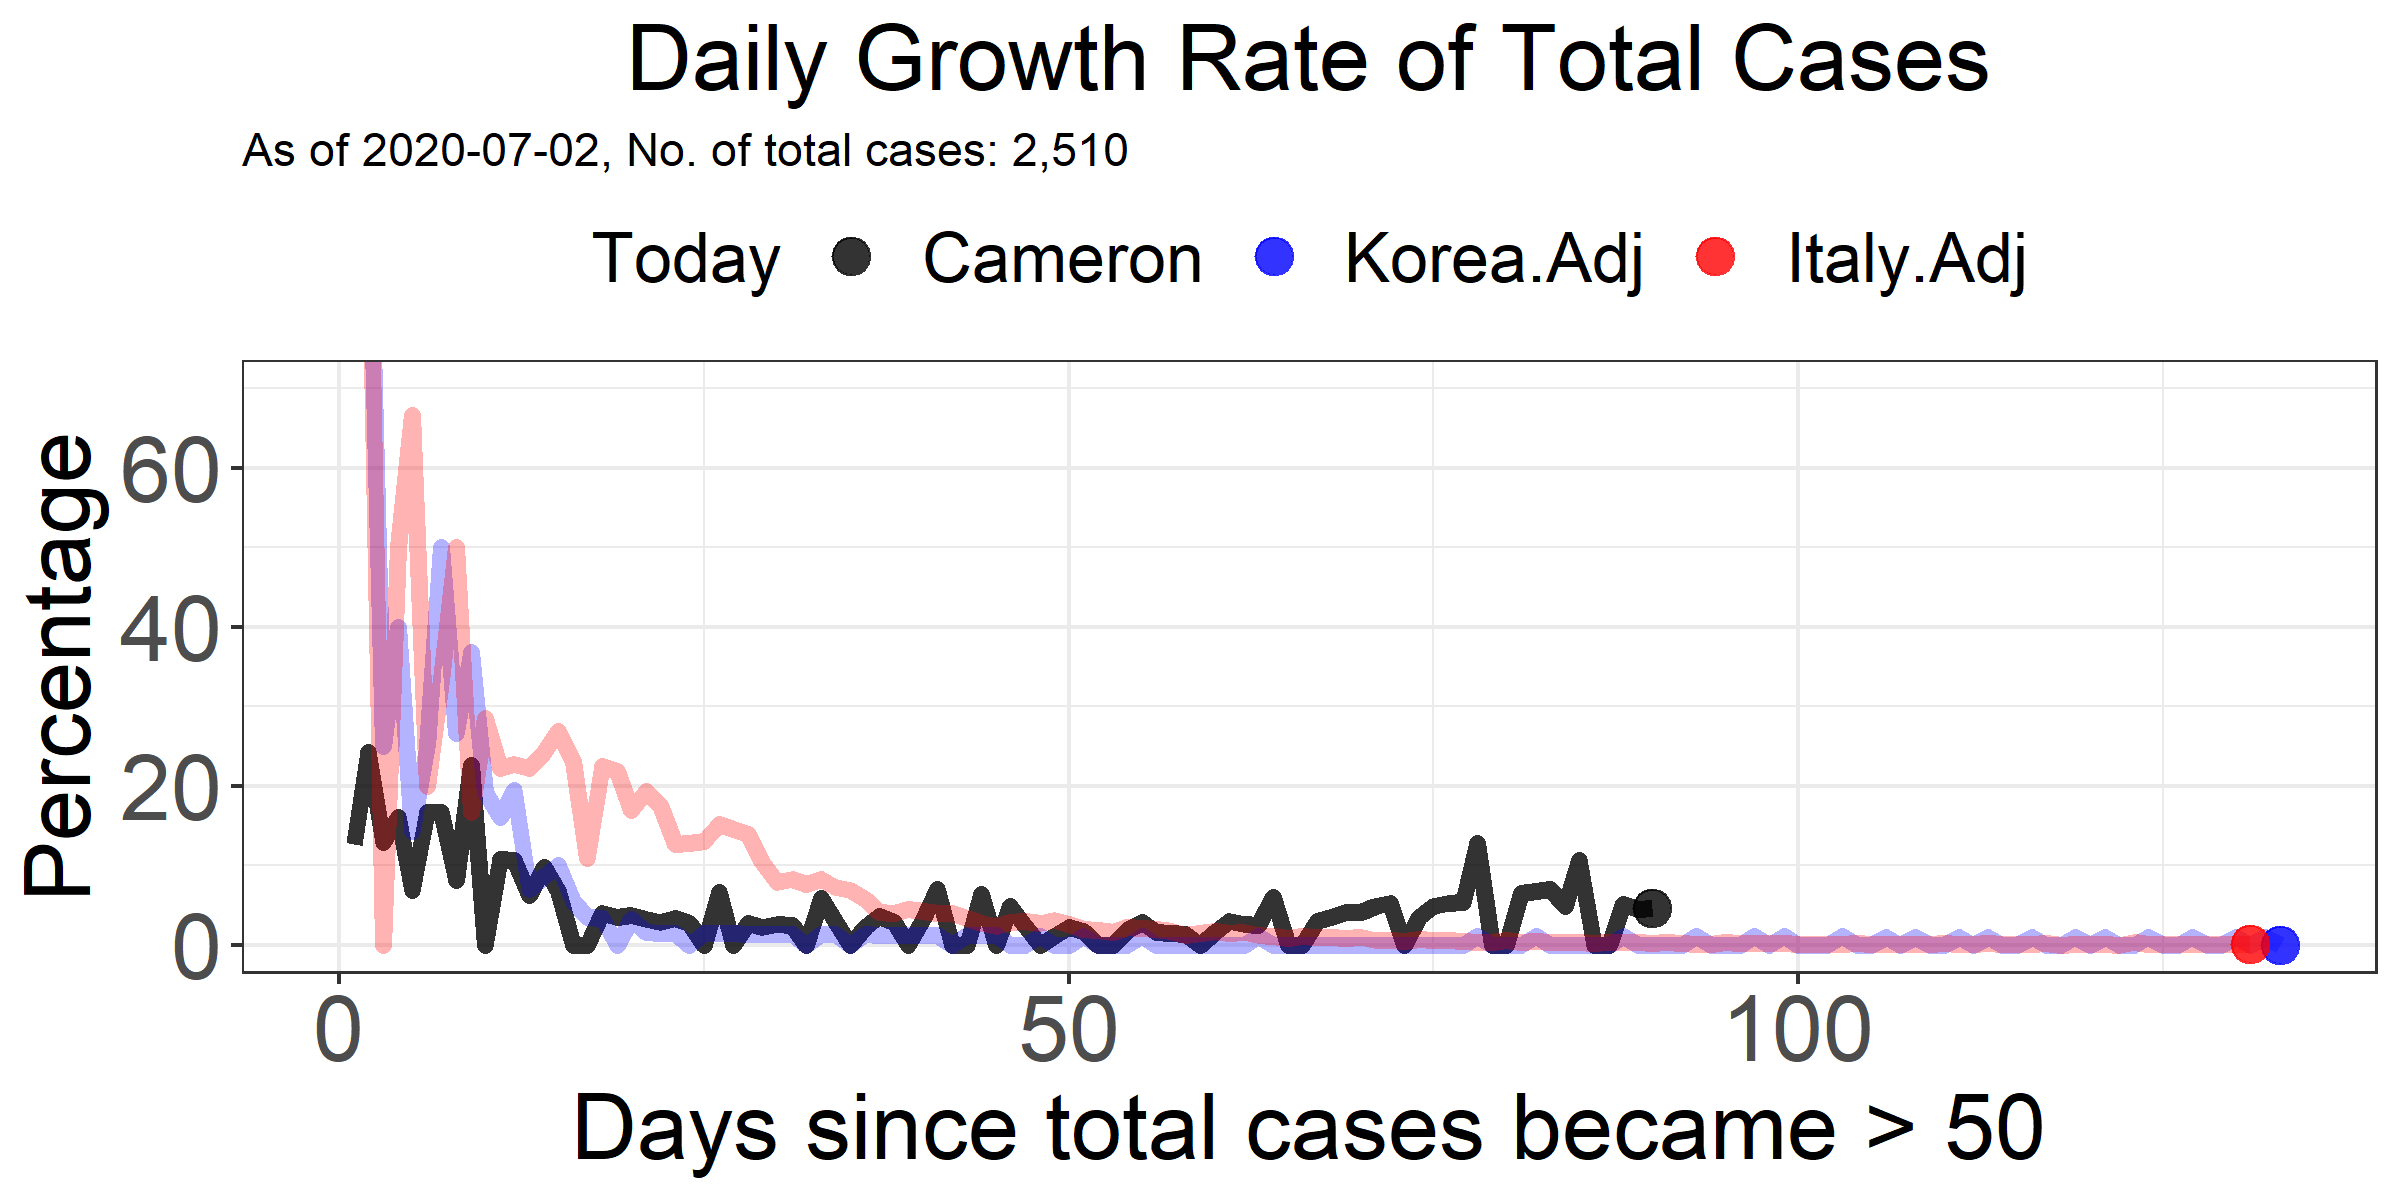 Daily Growth Rate of Total Cases
As of 2020-07-02, No. of total cases: 2,510
Today Cameron Korea.Adj Italy.Adj
Percentage
60
40
20
0
0 50 100
Days since total cases became > 50